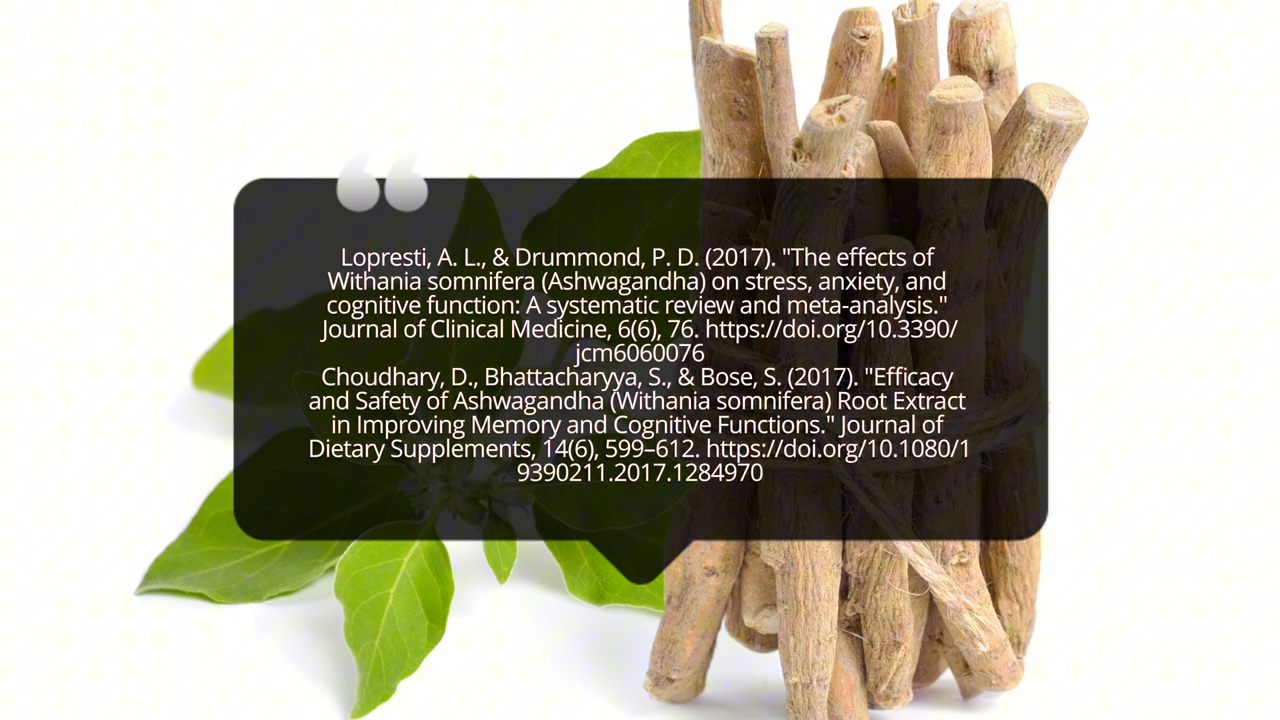 Lopresti, A. L., & Drummond, P. D. (2017). "The effects of
Withania somnifera (Ashwagandha) on stress, anxiety, and
cognitive function: A systematic review and meta-analysis."
Journal of Clinical Medicine, 6(6), 76. https://doi.org/10.3390/
jcm6060076
Choudhary, D., Bhattacharyya, S., & Bose, S. (2017). "Efficacy
and Safety of Ashwagandha (Withania somnifera) Root Extract
in Improving Memory and Cognitive Functions." Journal of
Dietary Supplements, 14(6), 599–612. https://doi.org/10.1080/1
9390211.2017.1284970